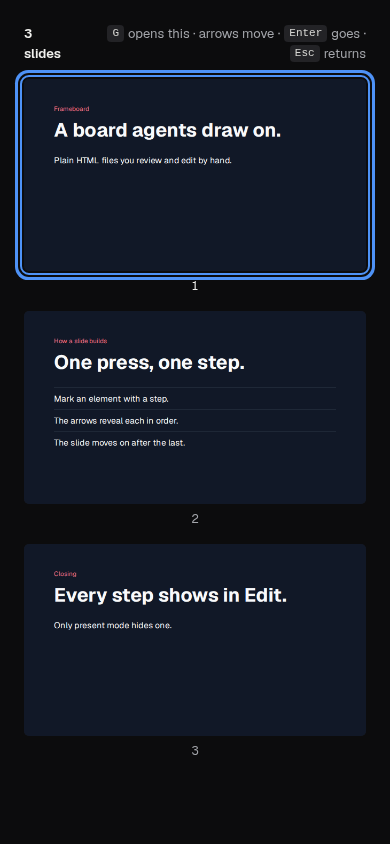 3 slides
G opens this · arrows move · Enter goes · Esc returns
Frameboard
A board agents draw on.
Plain HTML files you review and edit by hand.
1
How a slide builds
One press, one step.
Mark an element with a step.
The arrows reveal each in order.
The slide moves on after the last.
2
Closing
Every step shows in Edit.
Only present mode hides one.
3